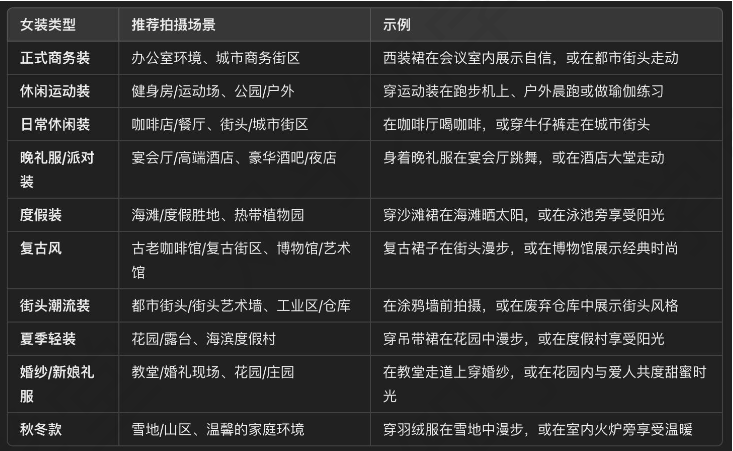 女装类型 推荐拍摄场景 示例
正式商务装 办公室环境、城市商务街区 西装裙在会议室内展示自信，或在都市街头走动
休闲运动装 健身房/运动场、公园/户外 穿运动装在跑步机上、户外晨跑或做瑜伽练习
日常休闲装 咖啡店/餐厅、街头/城市街区 在咖啡厅喝咖啡，或穿牛仔裤走在城市街头
晚礼服/派对 宴会厅/高端酒店、豪华酒吧/夜店 身着晚礼服在宴会厅跳舞，或在酒店大堂走动
装
度假装 海滩/度假胜地、热带植物园 穿沙滩裙在海滩晒太阳，或在泳池旁享受阳光
复古风 古老咖啡馆/复古街区、博物馆/艺术 复古裙子在街头漫步，或在博物馆展示经典时尚
馆
街头潮流装 都市街头/街头艺术墙、工业区/仓库 在涂鸦墙前拍摄，或在废弃仓库中展示街头风格
夏季轻装 花园/露台、海滨度假村 穿吊带裙在花园中漫步，或在度假村享受阳光
婚纱/新娘礼 教堂/婚礼现场、花园/庄园 在教堂走道上穿婚纱，或在花园内与爱人共度甜蜜时
服 光
秋冬款 雪地/山区、温馨的家庭环境 穿羽绒服在雪地中漫步，或在室内火炉旁享受温暖